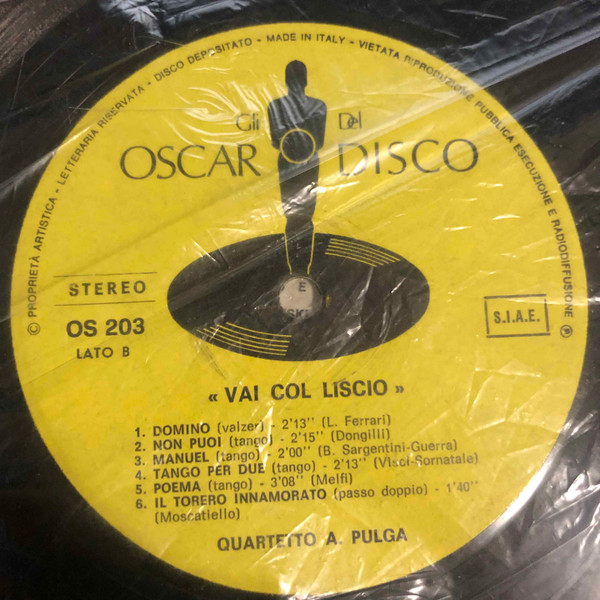 © PROPRIETÀ ARTISTICA - LETTERARIA RISERVATA - DISCO DEPOSITATO - MADE IN ITALY - VIETATA RIPRODUZIONE PUBBLICA ESECUZIONE E RADIODIFFUSIONE ℗
Gli Del
OSCAR DISCO
STEREO
OS 203
LATO B
S.I.A.E.
E
« VAI COL LISCIO »
1. DOMINO (valzer) - 2'13'' (L. Ferrari)
2. NON PUOI (tango) - 2'15'' (Dongilli)
3. MANUEL (tango) - 2'00'' (B. Sargentini-Guerra)
4. TANGO PER DUE (tango) - 2'13'' (Visci-Sornatale)
5. POEMA (tango) - 3'08'' (Melfi)
6. IL TORERO INNAMORATO (passo doppio) - 1'40''
(Moscatiello)
QUARTETTO A. PULGA